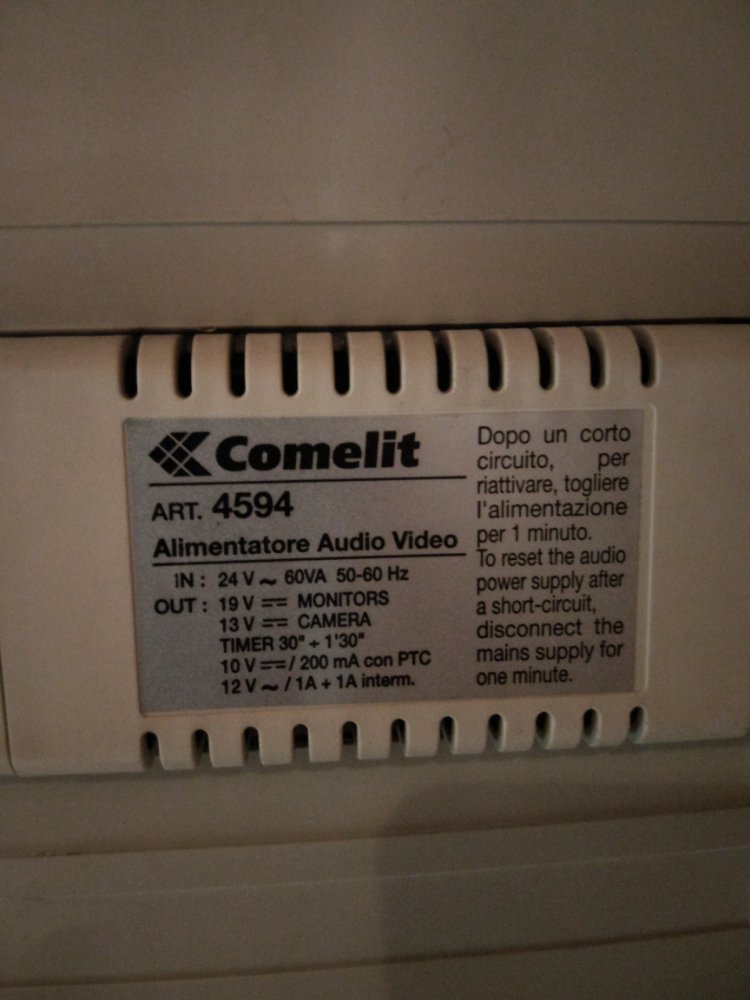 Comelit
ART. 4594
Alimentatore Audio Video
IN : 24 V ~ 60VA 50-60 Hz
OUT : 19 V ⎓ MONITORS
13 V ⎓ CAMERA
TIMER 30" + 1'30"
10 V ⎓ / 200 mA con PTC
12 V ~ / 1A + 1A interm.
Dopo un corto
circuito, per
riattivare, togliere
l'alimentazione
per 1 minuto.
To reset the audio
power supply after
a short-circuit,
disconnect the
mains supply for
one minute.